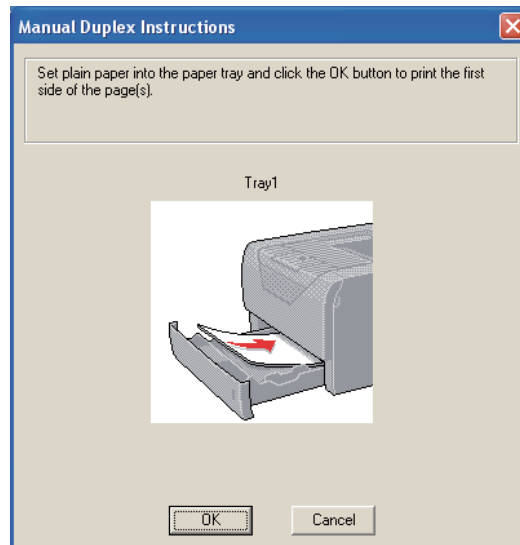 Manual Duplex Instructions
Set plain paper into the paper tray and click the OK button to print the first
side of the page(s).
Tray1
OK
Cancel